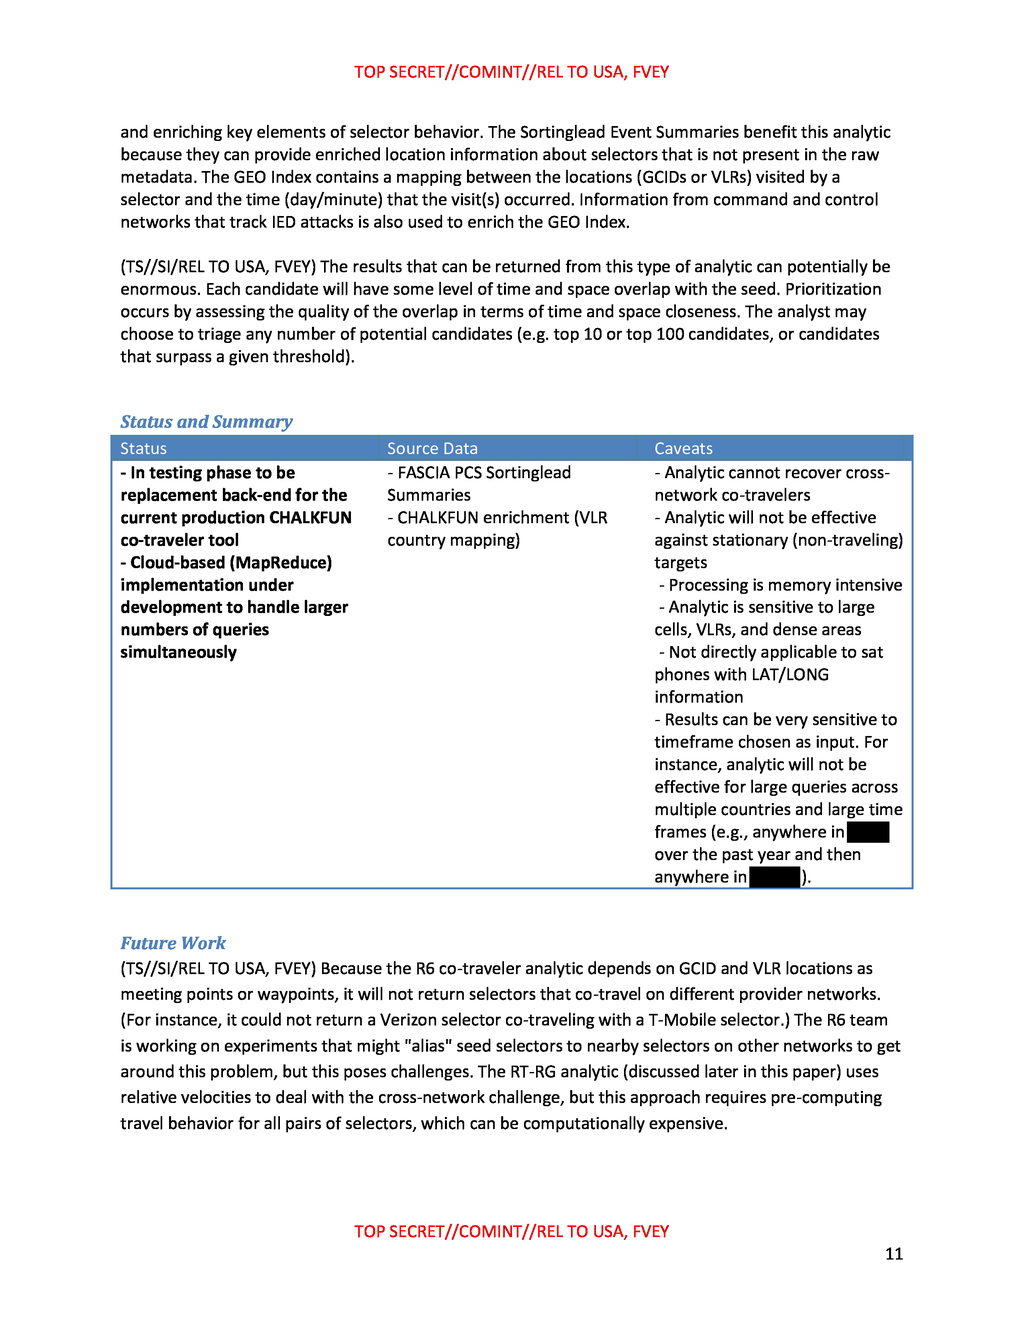 TOP SECRET//COMINT//REL TO USA, FVEY
and enriching key elements of selector behavior. The Sortinglead Event Summaries benefit this analytic
because they can provide enriched location information about selectors that is not present in the raw
metadata. The GEO Index contains a mapping between the locations (GCIDs or VLRs) visited by a
selector and the time (day/minute) that the visit(s) occurred. Information from command and control
networks that track IED attacks is also used to enrich the GEO Index.
(TS//SI/REL TO USA, FVEY) The results that can be returned from this type of analytic can potentially be
enormous. Each candidate will have some level of time and space overlap with the seed. Prioritization
occurs by assessing the quality of the overlap in terms of time and space closeness. The analyst may
choose to triage any number of potential candidates (e.g. top 10 or top 100 candidates, or candidates
that surpass a given threshold).
Status and Summary
Status
- In testing phase to be
replacement back-end for the
current production CHALKFUN
co-traveler tool
- Cloud-based (MapReduce)
implementation under
development to handle larger
numbers of queries
simultaneously
Source Data
- FASCIA PCS Sortinglead
Summaries
- CHALKFUN enrichment (VLR
country mapping)
Caveats
- Analytic cannot recover cross-
network co-travelers
- Analytic will not be effective
against stationary (non-traveling)
targets
- Processing is memory intensive
- Analytic is sensitive to large
cells, VLRs, and dense areas
- Not directly applicable to sat
phones with LAT/LONG
information
- Results can be very sensitive to
timeframe chosen as input. For
instance, analytic will not be
effective for large queries across
multiple countries and large time
frames (e.g., anywhere in
over the past year and then
anywhere in ).
Future Work
(TS//SI/REL TO USA, FVEY) Because the R6 co-traveler analytic depends on GCID and VLR locations as
meeting points or waypoints, it will not return selectors that co-travel on different provider networks.
(For instance, it could not return a Verizon selector co-traveling with a T-Mobile selector.) The R6 team
is working on experiments that might "alias" seed selectors to nearby selectors on other networks to get
around this problem, but this poses challenges. The RT-RG analytic (discussed later in this paper) uses
relative velocities to deal with the cross-network challenge, but this approach requires pre-computing
travel behavior for all pairs of selectors, which can be computationally expensive.
TOP SECRET//COMINT//REL TO USA, FVEY
11